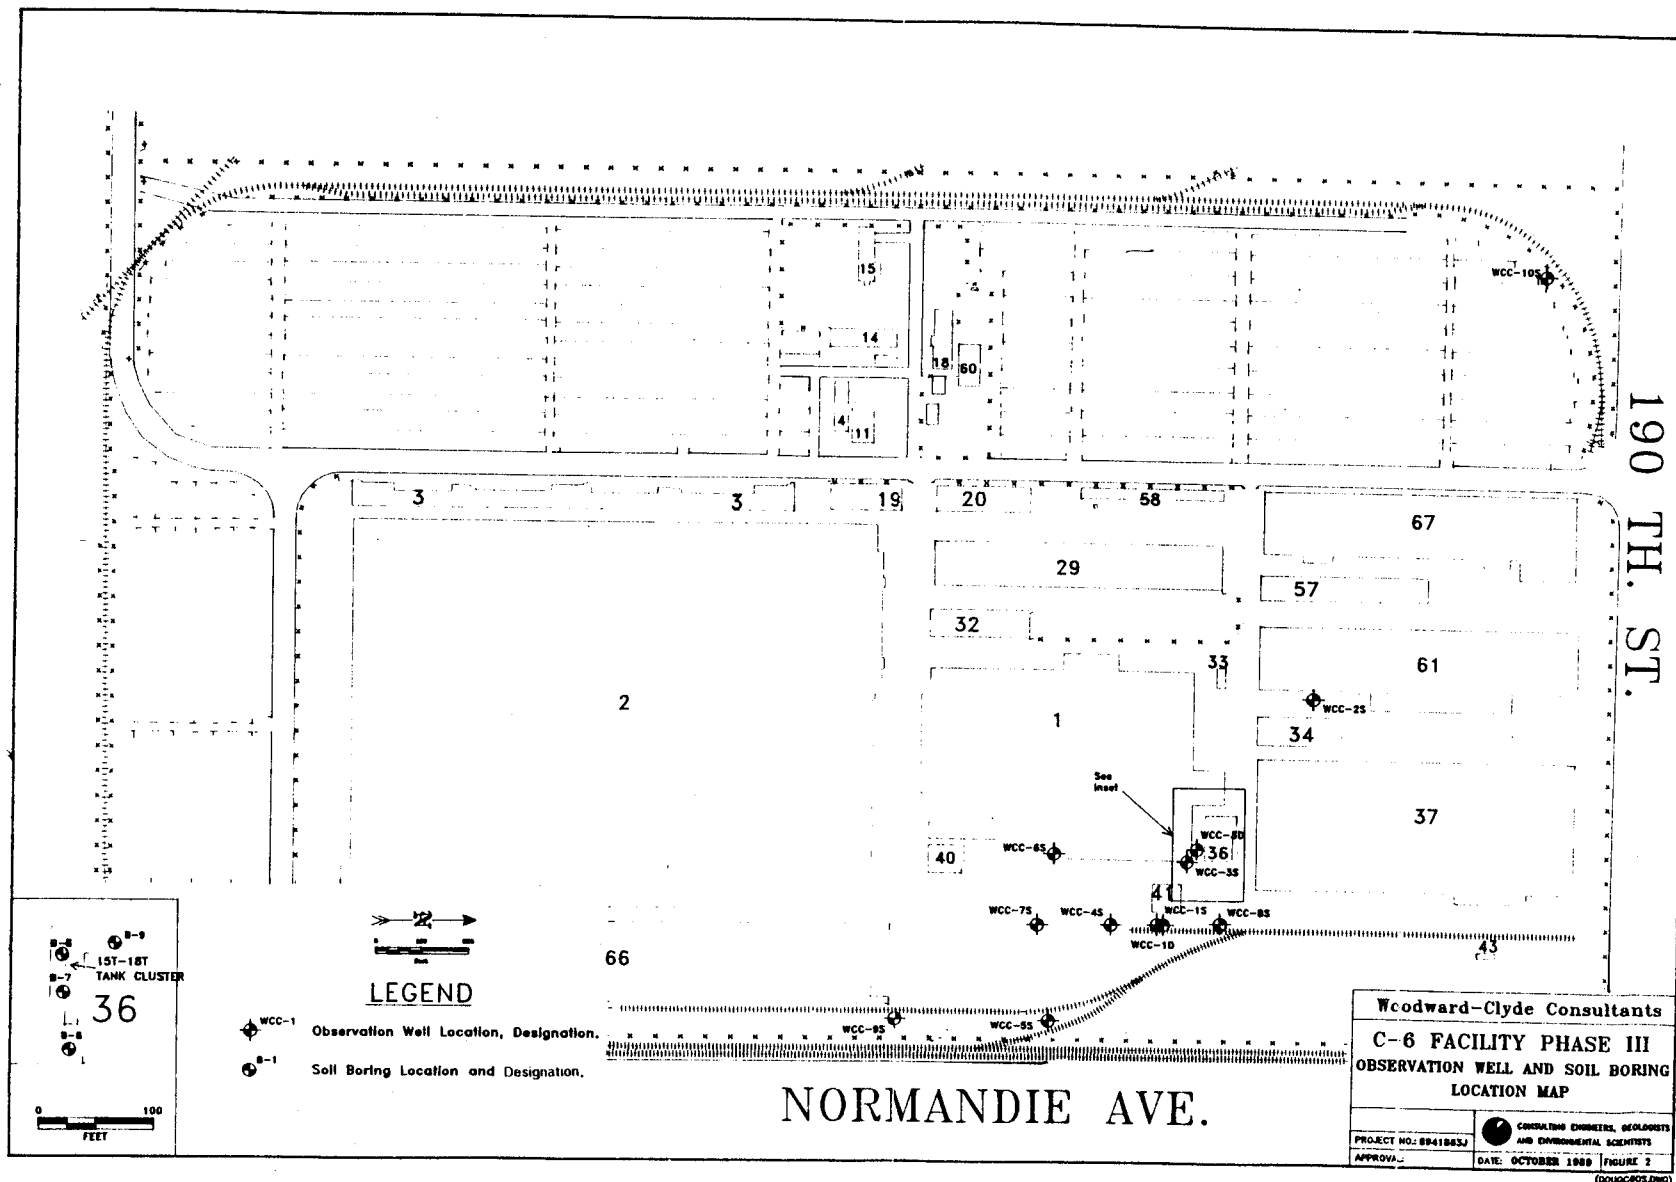 WCC-10S
15
14
18
60
4
11
190 TH. ST.
3
3
19
20
58
67
29
57
32
33
61
2
1
WCC-2S
34
See
Inset
37
WCC-6S
36
WCC-3S
40
41
WCC-7S
WCC-4S
WCC-1S
WCC-8S
WCC-1D
43
66
WCC-9S
WCC-5S
B-9
15T-18T
TANK CLUSTER
B-7
36
0 100
FEET
LEGEND
WCC-1
Observation Well Location, Designation.
B-1
Soil Boring Location and Designation.
NORMANDIE AVE.
Woodward-Clyde Consultants
C-6 FACILITY PHASE III
OBSERVATION WELL AND SOIL BORING
LOCATION MAP
CONSULTING ENGINEERS, GEOLOGISTS
AND ENVIRONMENTAL SCIENTISTS
PROJECT NO.: 8941863J
APPROVAL:
DATE: OCTOBER 1989
FIGURE 2